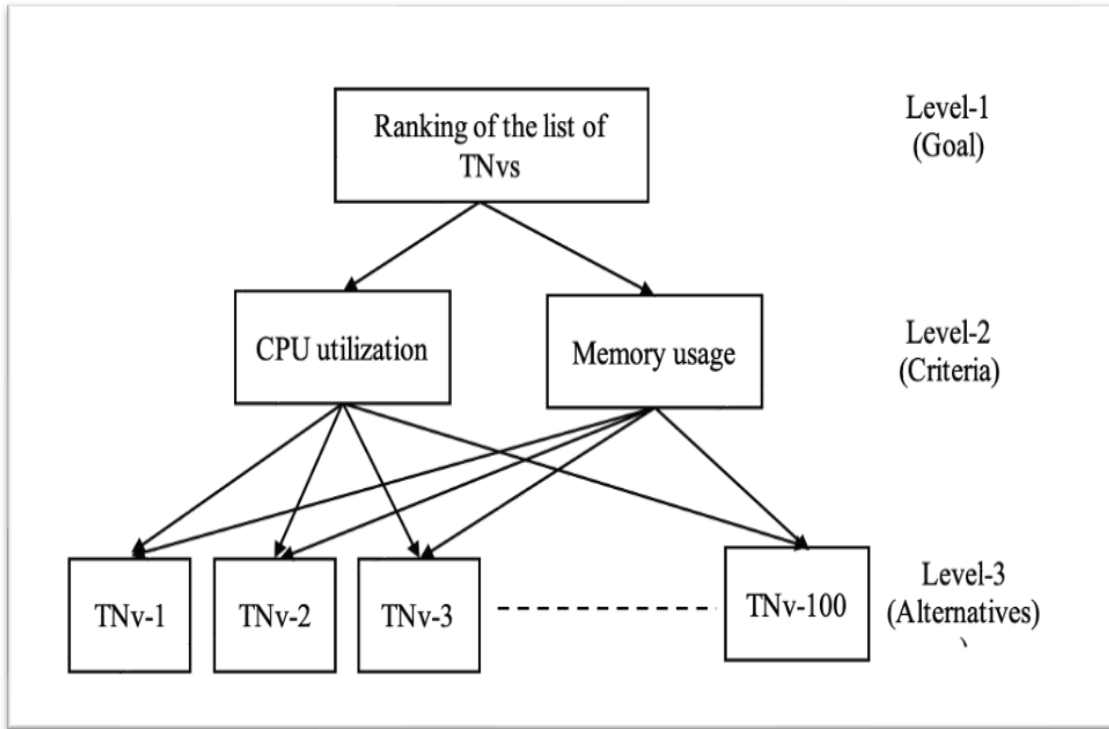 Ranking of the list of
TNvs
Level-1
(Goal)
CPU utilization
Memory usage
Level-2
(Criteria)
TNv-1
TNv-2
TNv-3
TNv-100
Level-3
(Alternatives)